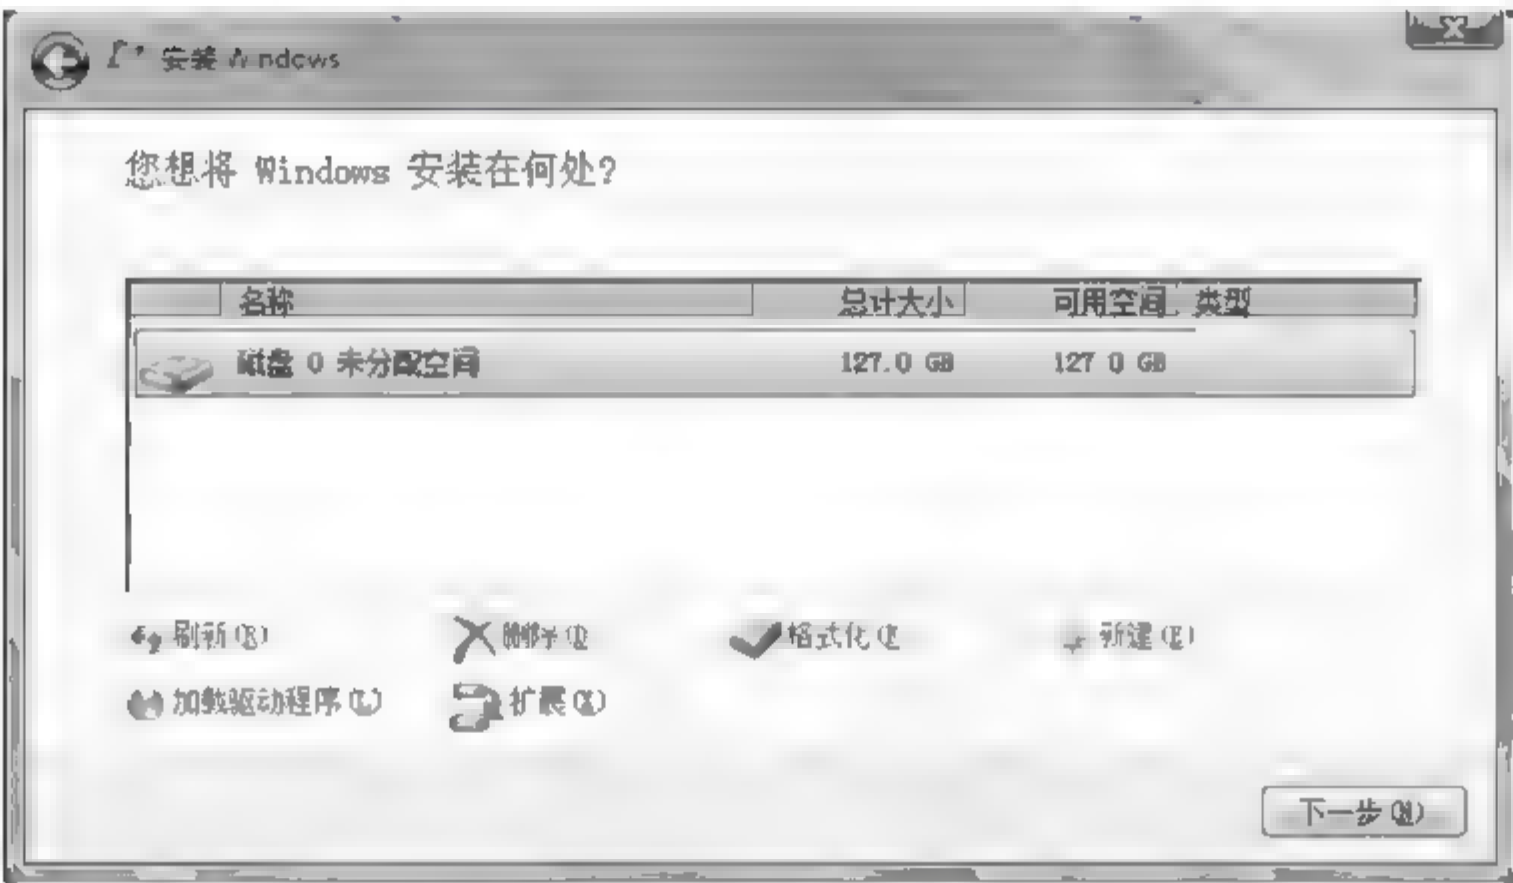 安装 Windows
您想将 Windows 安装在何处?
名称 总计大小 可用空间 类型
磁盘 0 未分配空间 127.0 GB 127 0 GB
刷新(R) 删除(D 格式化(F 新建(E)
加载驱动程序(L) 扩展(X)
下一步(N)